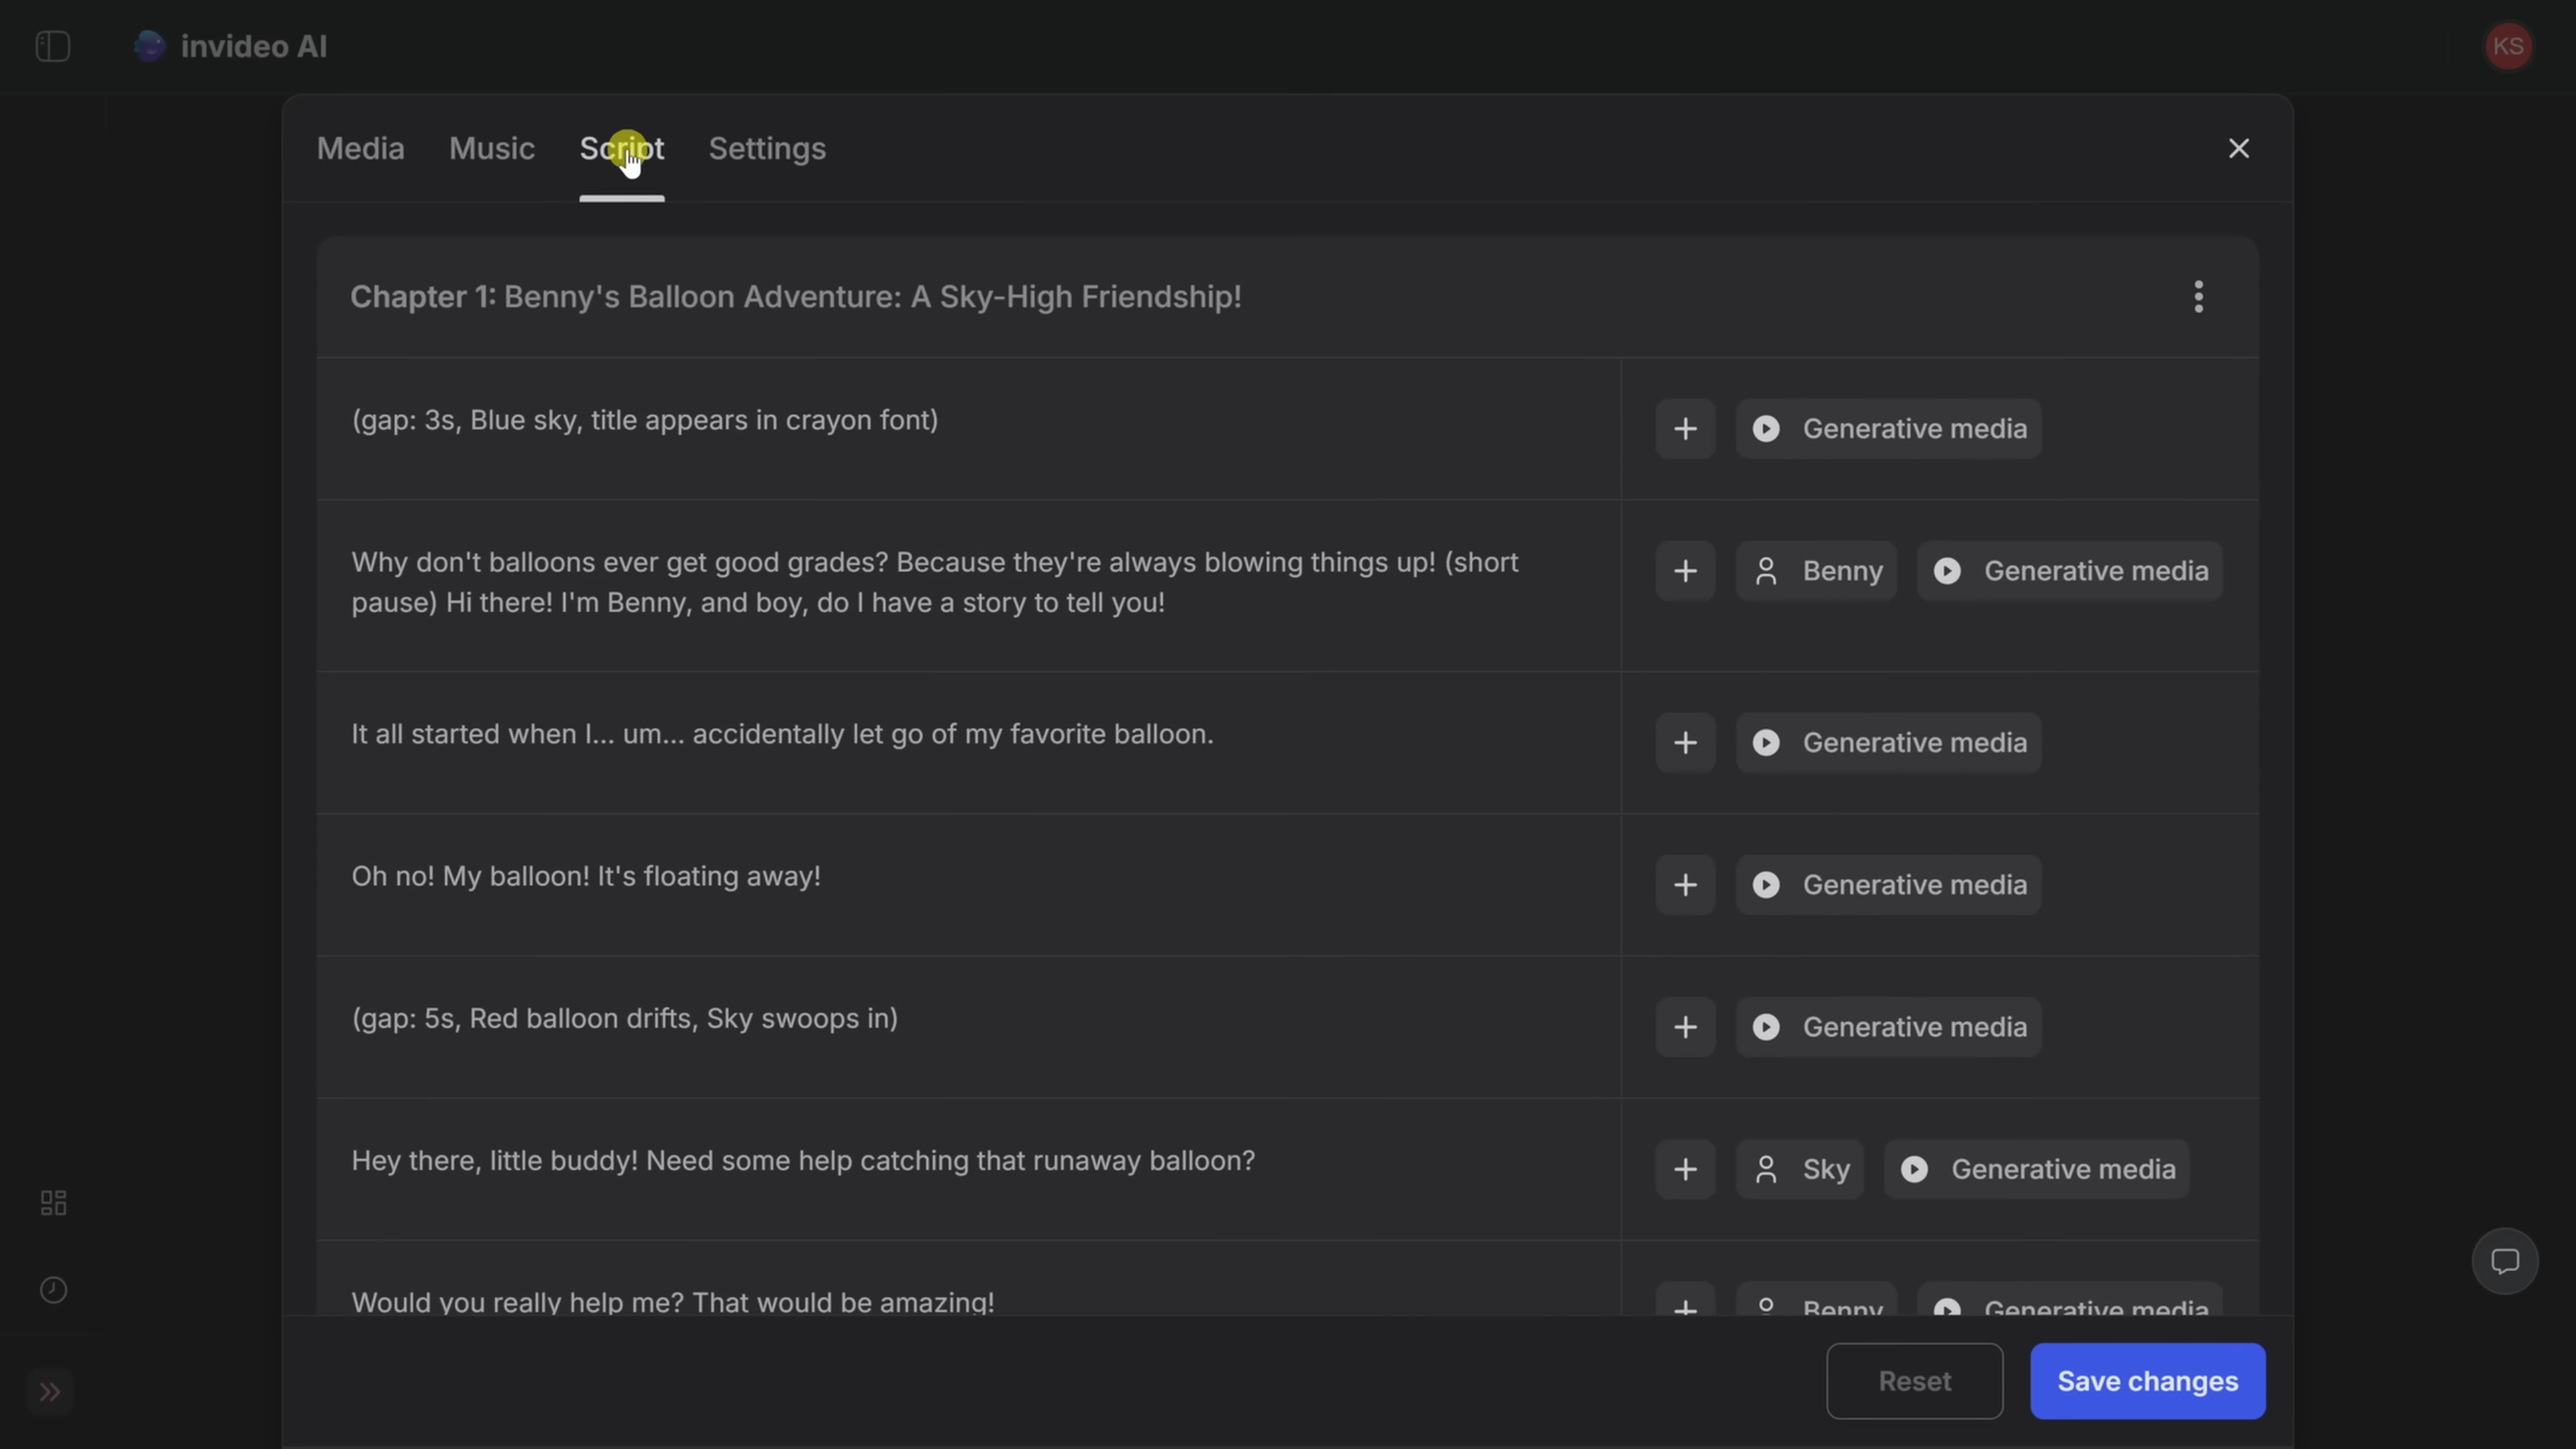 invideo AI
KS
Media Music Script Settings
Chapter 1: Benny's Balloon Adventure: A Sky-High Friendship!
(gap: 3s, Blue sky, title appears in crayon font)
Generative media
Why don't balloons ever get good grades? Because they're always blowing things up! (short
pause) Hi there! I'm Benny, and boy, do I have a story to tell you!
Benny Generative media
It all started when I... um... accidentally let go of my favorite balloon.
Generative media
Oh no! My balloon! It's floating away!
Generative media
(gap: 5s, Red balloon drifts, Sky swoops in)
Generative media
Hey there, little buddy! Need some help catching that runaway balloon?
Sky Generative media
Would you really help me? That would be amazing!
Benny Generative media
Reset Save changes